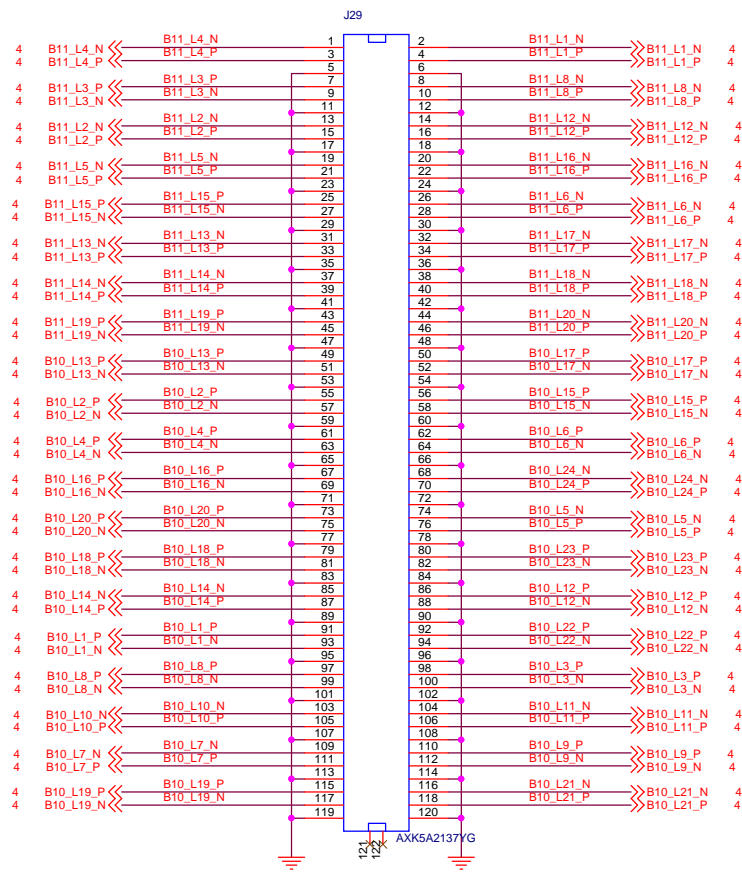 J29
4 B11_L4_N B11_L4_N 1 2 B11_L1_N B11_L1_N 4
4 B11_L4_P B11_L4_P 3 4 B11_L1_P B11_L1_P 4
5 6
4 B11_L3_P B11_L3_P 7 8 B11_L8_N B11_L8_N 4
4 B11_L3_N B11_L3_N 9 10 B11_L8_P B11_L8_P 4
11 12
4 B11_L2_N B11_L2_N 13 14 B11_L12_N B11_L12_N 4
4 B11_L2_P B11_L2_P 15 16 B11_L12_P B11_L12_P 4
17 18
4 B11_L5_N B11_L5_N 19 20 B11_L16_N B11_L16_N 4
4 B11_L5_P B11_L5_P 21 22 B11_L16_P B11_L16_P 4
23 24
4 B11_L15_P B11_L15_P 25 26 B11_L6_N B11_L6_N 4
4 B11_L15_N B11_L15_N 27 28 B11_L6_P B11_L6_P 4
29 30
4 B11_L13_N B11_L13_N 31 32 B11_L17_N B11_L17_N 4
4 B11_L13_P B11_L13_P 33 34 B11_L17_P B11_L17_P 4
35 36
4 B11_L14_N B11_L14_N 37 38 B11_L18_N B11_L18_N 4
4 B11_L14_P B11_L14_P 39 40 B11_L18_P B11_L18_P 4
41 42
4 B11_L19_P B11_L19_P 43 44 B11_L20_N B11_L20_N 4
4 B11_L19_N B11_L19_N 45 46 B11_L20_P B11_L20_P 4
47 48
4 B10_L13_P B10_L13_P 49 50 B10_L17_P B10_L17_P 4
4 B10_L13_N B10_L13_N 51 52 B10_L17_N B10_L17_N 4
53 54
4 B10_L2_P B10_L2_P 55 56 B10_L15_P B10_L15_P 4
4 B10_L2_N B10_L2_N 57 58 B10_L15_N B10_L15_N 4
59 60
4 B10_L4_P B10_L4_P 61 62 B10_L6_P B10_L6_P 4
4 B10_L4_N B10_L4_N 63 64 B10_L6_N B10_L6_N 4
65 66
4 B10_L16_P B10_L16_P 67 68 B10_L24_N B10_L24_N 4
4 B10_L16_N B10_L16_N 69 70 B10_L24_P B10_L24_P 4
71 72
4 B10_L20_P B10_L20_P 73 74 B10_L5_N B10_L5_N 4
4 B10_L20_N B10_L20_N 75 76 B10_L5_P B10_L5_P 4
77 78
4 B10_L18_P B10_L18_P 79 80 B10_L23_P B10_L23_P 4
4 B10_L18_N B10_L18_N 81 82 B10_L23_N B10_L23_N 4
83 84
4 B10_L14_N B10_L14_N 85 86 B10_L12_P B10_L12_P 4
4 B10_L14_P B10_L14_P 87 88 B10_L12_N B10_L12_N 4
89 90
4 B10_L1_P B10_L1_P 91 92 B10_L22_P B10_L22_P 4
4 B10_L1_N B10_L1_N 93 94 B10_L22_N B10_L22_N 4
95 96
4 B10_L8_P B10_L8_P 97 98 B10_L3_P B10_L3_P 4
4 B10_L8_N B10_L8_N 99 100 B10_L3_N B10_L3_N 4
101 102
4 B10_L10_N B10_L10_N 103 104 B10_L11_N B10_L11_N 4
4 B10_L10_P B10_L10_P 105 106 B10_L11_P B10_L11_P 4
107 108
4 B10_L7_N B10_L7_N 109 110 B10_L9_P B10_L9_P 4
4 B10_L7_P B10_L7_P 111 112 B10_L9_N B10_L9_N 4
113 114
4 B10_L19_P B10_L19_P 115 116 B10_L21_N B10_L21_N 4
4 B10_L19_N B10_L19_N 117 118 B10_L21_P B10_L21_P 4
119 120
AXK5A2137YG
121
122